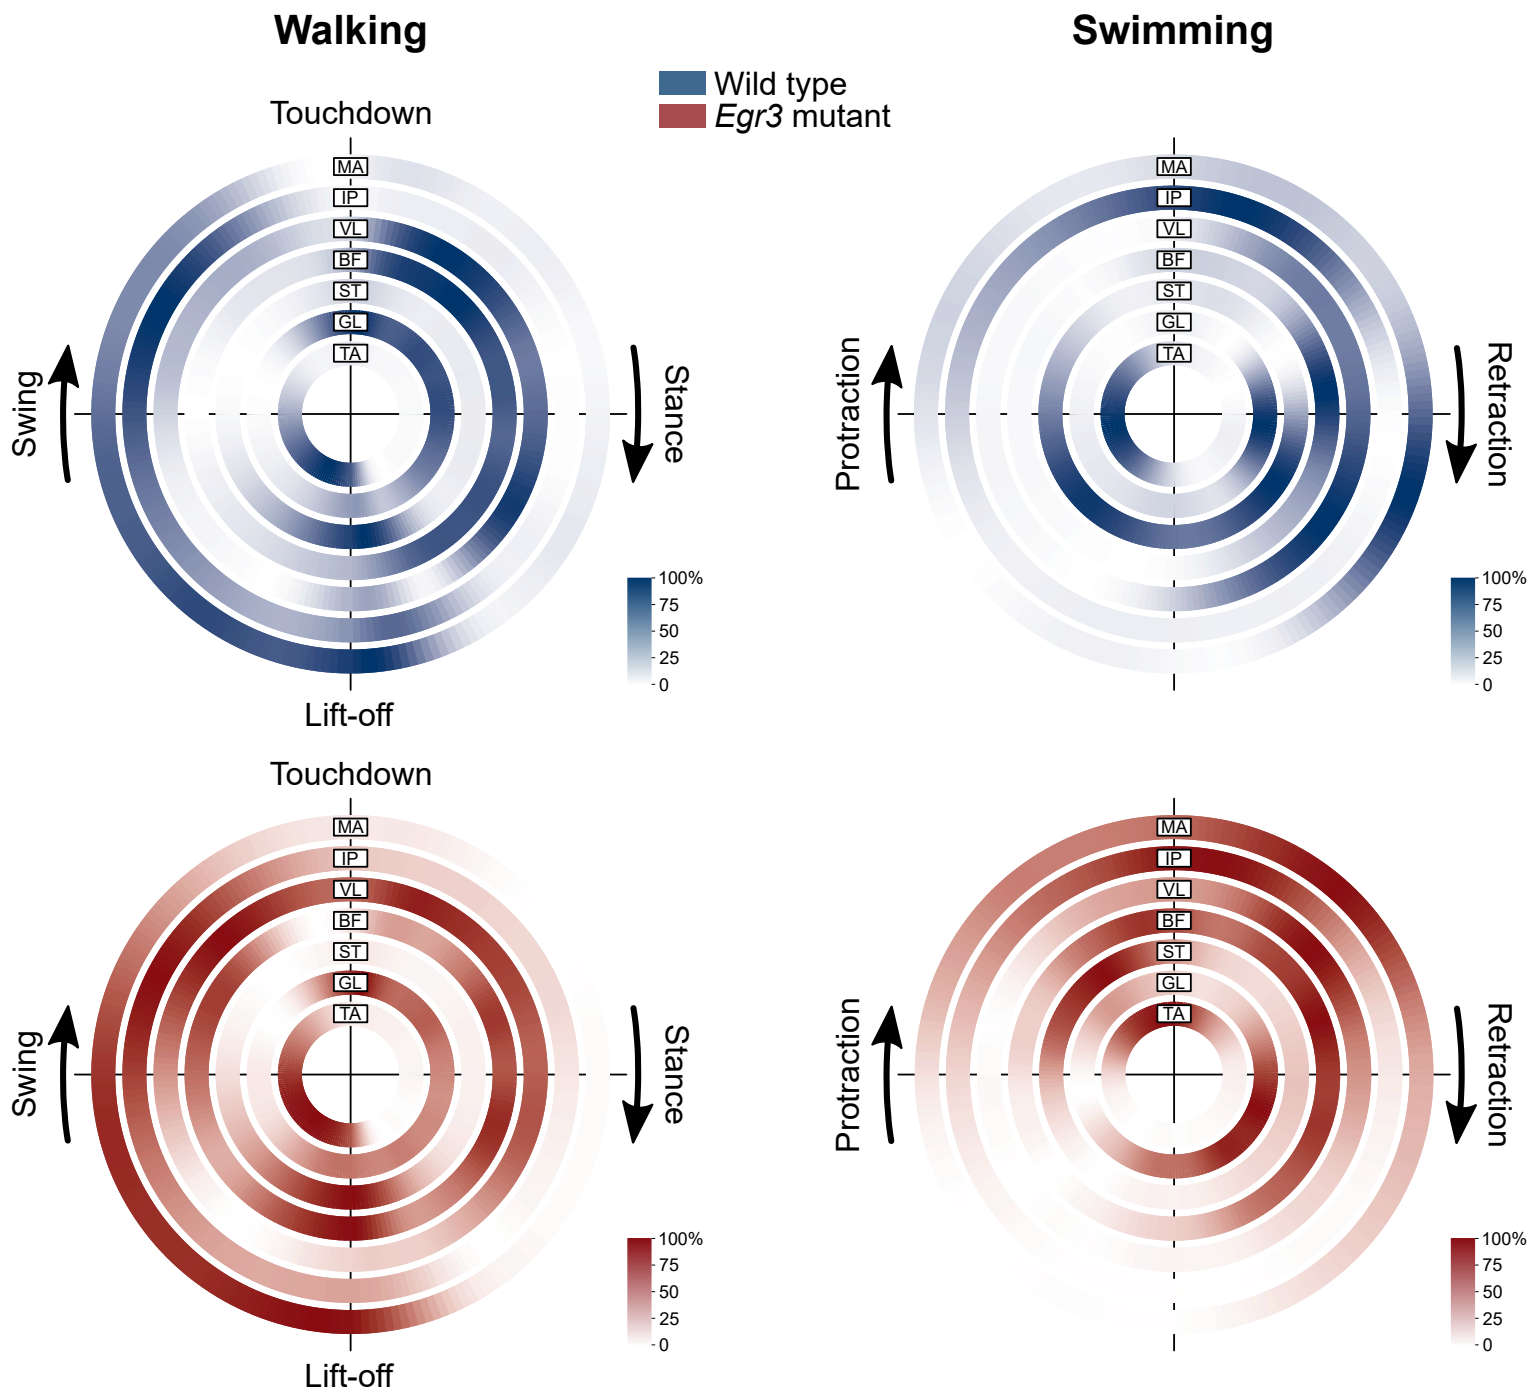 Walking
Swimming
Wild type
Egr3 mutant
Touchdown
MA
IP
VL
BF
ST
GL
TA
Swing
Stance
Lift-off
100%
75
50
25
0
MA
IP
VL
BF
ST
GL
TA
Protraction
Retraction
100%
75
50
25
0
Touchdown
MA
IP
VL
BF
ST
GL
TA
Swing
Stance
Lift-off
100%
75
50
25
0
MA
IP
VL
BF
ST
GL
TA
Protraction
Retraction
100%
75
50
25
0